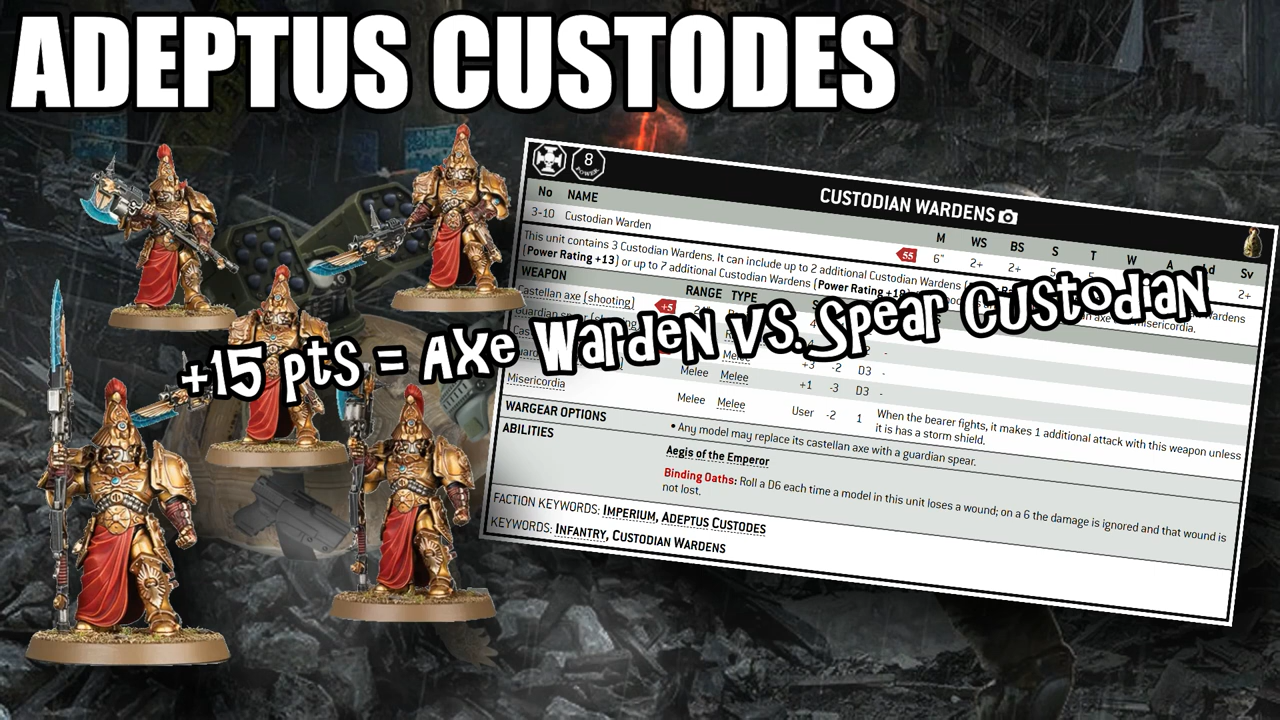 ADEPTUS CUSTODES
8
POWER
CUSTODIAN WARDENS
No NAME M WS BS S T W A Ld Sv
3-10 Custodian Warden 55 6" 2+ 2+ 2+
This unit contains 3 Custodian Wardens. It can include up to 2 additional Custodian Wardens
(Power Rating +13) or up to 7 additional Custodian Wardens (Power Rating misericordia.
WEAPON RANGE TYPE
Castellan axe (shooting) +5
+15 pts = Axe Warden VS. Spear Custodian
Melee +3 -2 D3 -
Melee Melee +1 -3 D3 -
Misericordia Melee Melee User -2 1 When the bearer fights, it makes 1 additional attack with this weapon unless
it has a storm shield.
WARGEAR OPTIONS • Any model may replace its castellan axe with a guardian spear.
ABILITIES Aegis of the Emperor
Binding Oaths: Roll a D6 each time a model in this unit loses a wound; on a 6 the damage is ignored and that wound is
not lost.
FACTION KEYWORDS: IMPERIUM, ADEPTUS CUSTODES
KEYWORDS: INFANTRY, CUSTODIAN WARDENS